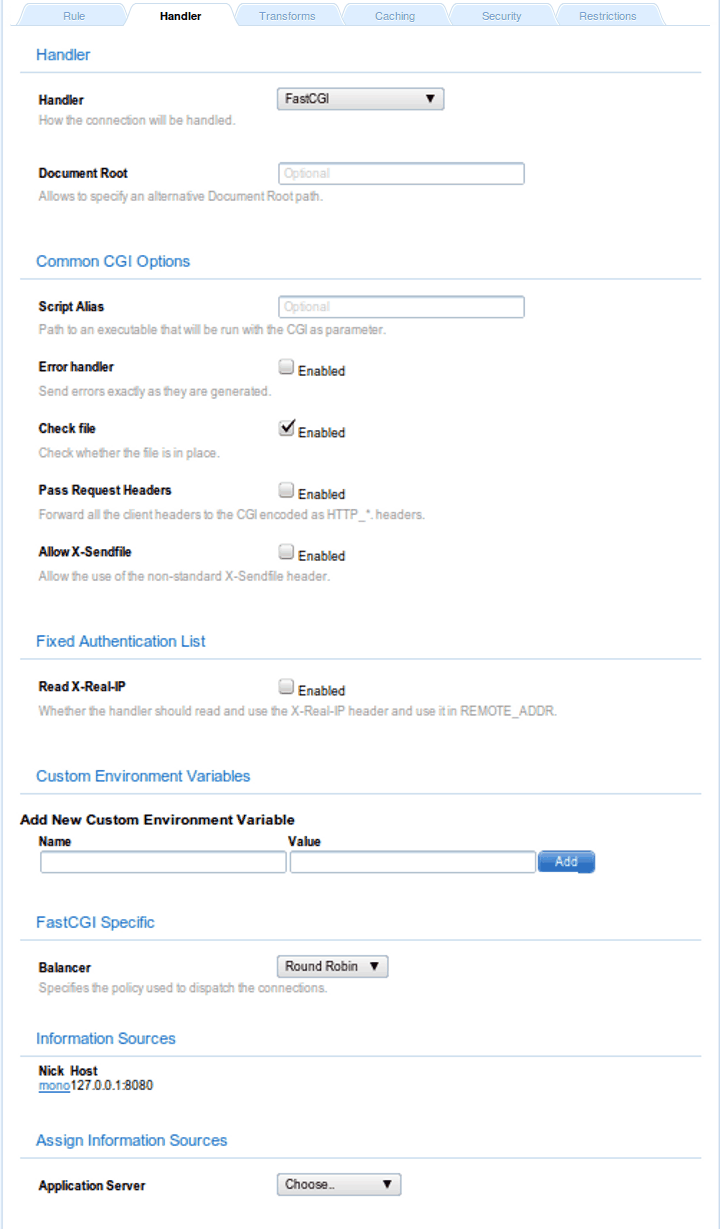 Rule Handler Transforms Caching Security Restrictions
Handler
Handler FastCGI
How the connection will be handled.
Document Root Optional
Allows to specify an alternative Document Root path.
Common CGI Options
Script Alias Optional
Path to an executable that will be run with the CGI as parameter.
Error handler Enabled
Send errors exactly as they are generated.
Check file Enabled
Check whether the file is in place.
Pass Request Headers Enabled
Forward all the client headers to the CGI encoded as HTTP_*. headers.
Allow X-Sendfile Enabled
Allow the use of the non-standard X-Sendfile header.
Fixed Authentication List
Read X-Real-IP Enabled
Whether the handler should read and use the X-Real-IP header and use it in REMOTE_ADDR.
Custom Environment Variables
Add New Custom Environment Variable
Name Value
Add
FastCGI Specific
Balancer Round Robin
Specifies the policy used to dispatch the connections.
Information Sources
Nick Host
mono 127.0.0.1:8080
Assign Information Sources
Application Server Choose..